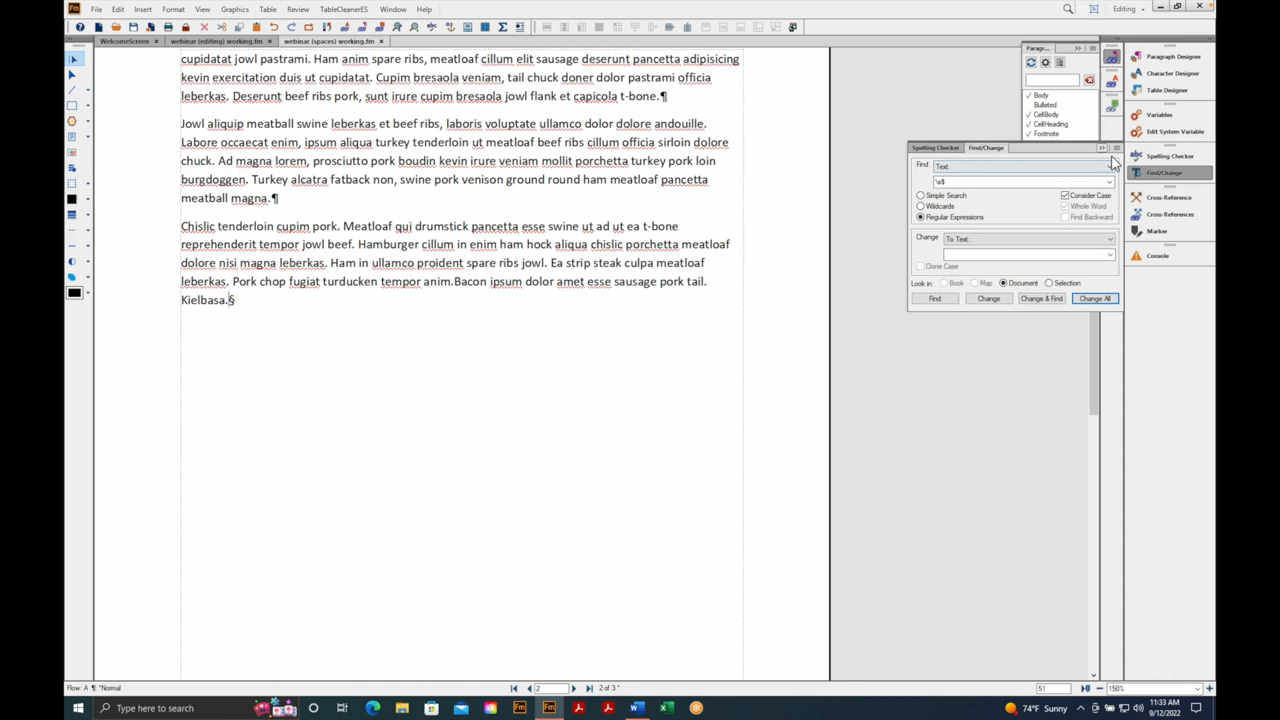 Fm File Edit Insert Format View Graphics Table Review TableCleanerES Window Help Editing
WelcomeScreen × webinar (editing) working.fm × webinar (spaces) working.fm ×
cupidatat jowl pastrami. Ham anim spare ribs, meatloaf cillum elit sausage deserunt pancetta adipisicing
kevin exercitation duis ut cupidatat. Cupim bresaola veniam, tail chuck doner dolor pastrami officia
leberkas. Deserunt beef ribs pork, sunt irure cupim bresaola jowl flank et capicola t-bone.¶
Jowl aliquip meatball swine leberkas et beef ribs, laboris voluptate ullamco dolor dolore andouille.
Labore occaecat enim, ipsum aliqua turkey tenderloin ut meatloaf beef ribs cillum officia sirloin dolore
chuck. Ad magna lorem, prosciutto pork boudin kevin irure veniam mollit porchetta turkey pork loin
burgdoggen. Turkey alcatra fatback non, swine pork venison ground round ham meatloaf pancetta
meatball magna.¶
Chislic tenderloin cupim pork. Meatloaf qui drumstick pancetta esse swine ut ad ut ea t-bone
reprehenderit tempor jowl beef. Hamburger cillum in enim ham hock aliqua chislic porchetta meatloaf
dolore nisi magna leberkas. Ham in ullamco proident spare ribs jowl. Ea strip steak culpa meatloaf
leberkas. Pork chop fugiat turducken tempor anim.Bacon ipsum dolor amet esse sausage pork tail.
Kielbasa.§
Paragr...
Body
Bulleted
CellBody
CellHeading
Footnote
Spelling Checker Find/Change
Find Text:
\s$
Simple Search Consider Case
Wildcards Whole Word
Regular Expressions Find Backward
Change To Text:
Clone Case
Look in: Book Map Document Selection
Find Change Change & Find Change All
Paragraph Designer
Character Designer
Table Designer
Variables
Edit System Variable
Spelling Checker
Find/Change
Cross-Reference
Cross-References
Marker
Console
Flow: A ¶: *Normal 2 2 of 3 * 51 150%
Type here to search 74°F Sunny 11:33 AM
9/12/2022